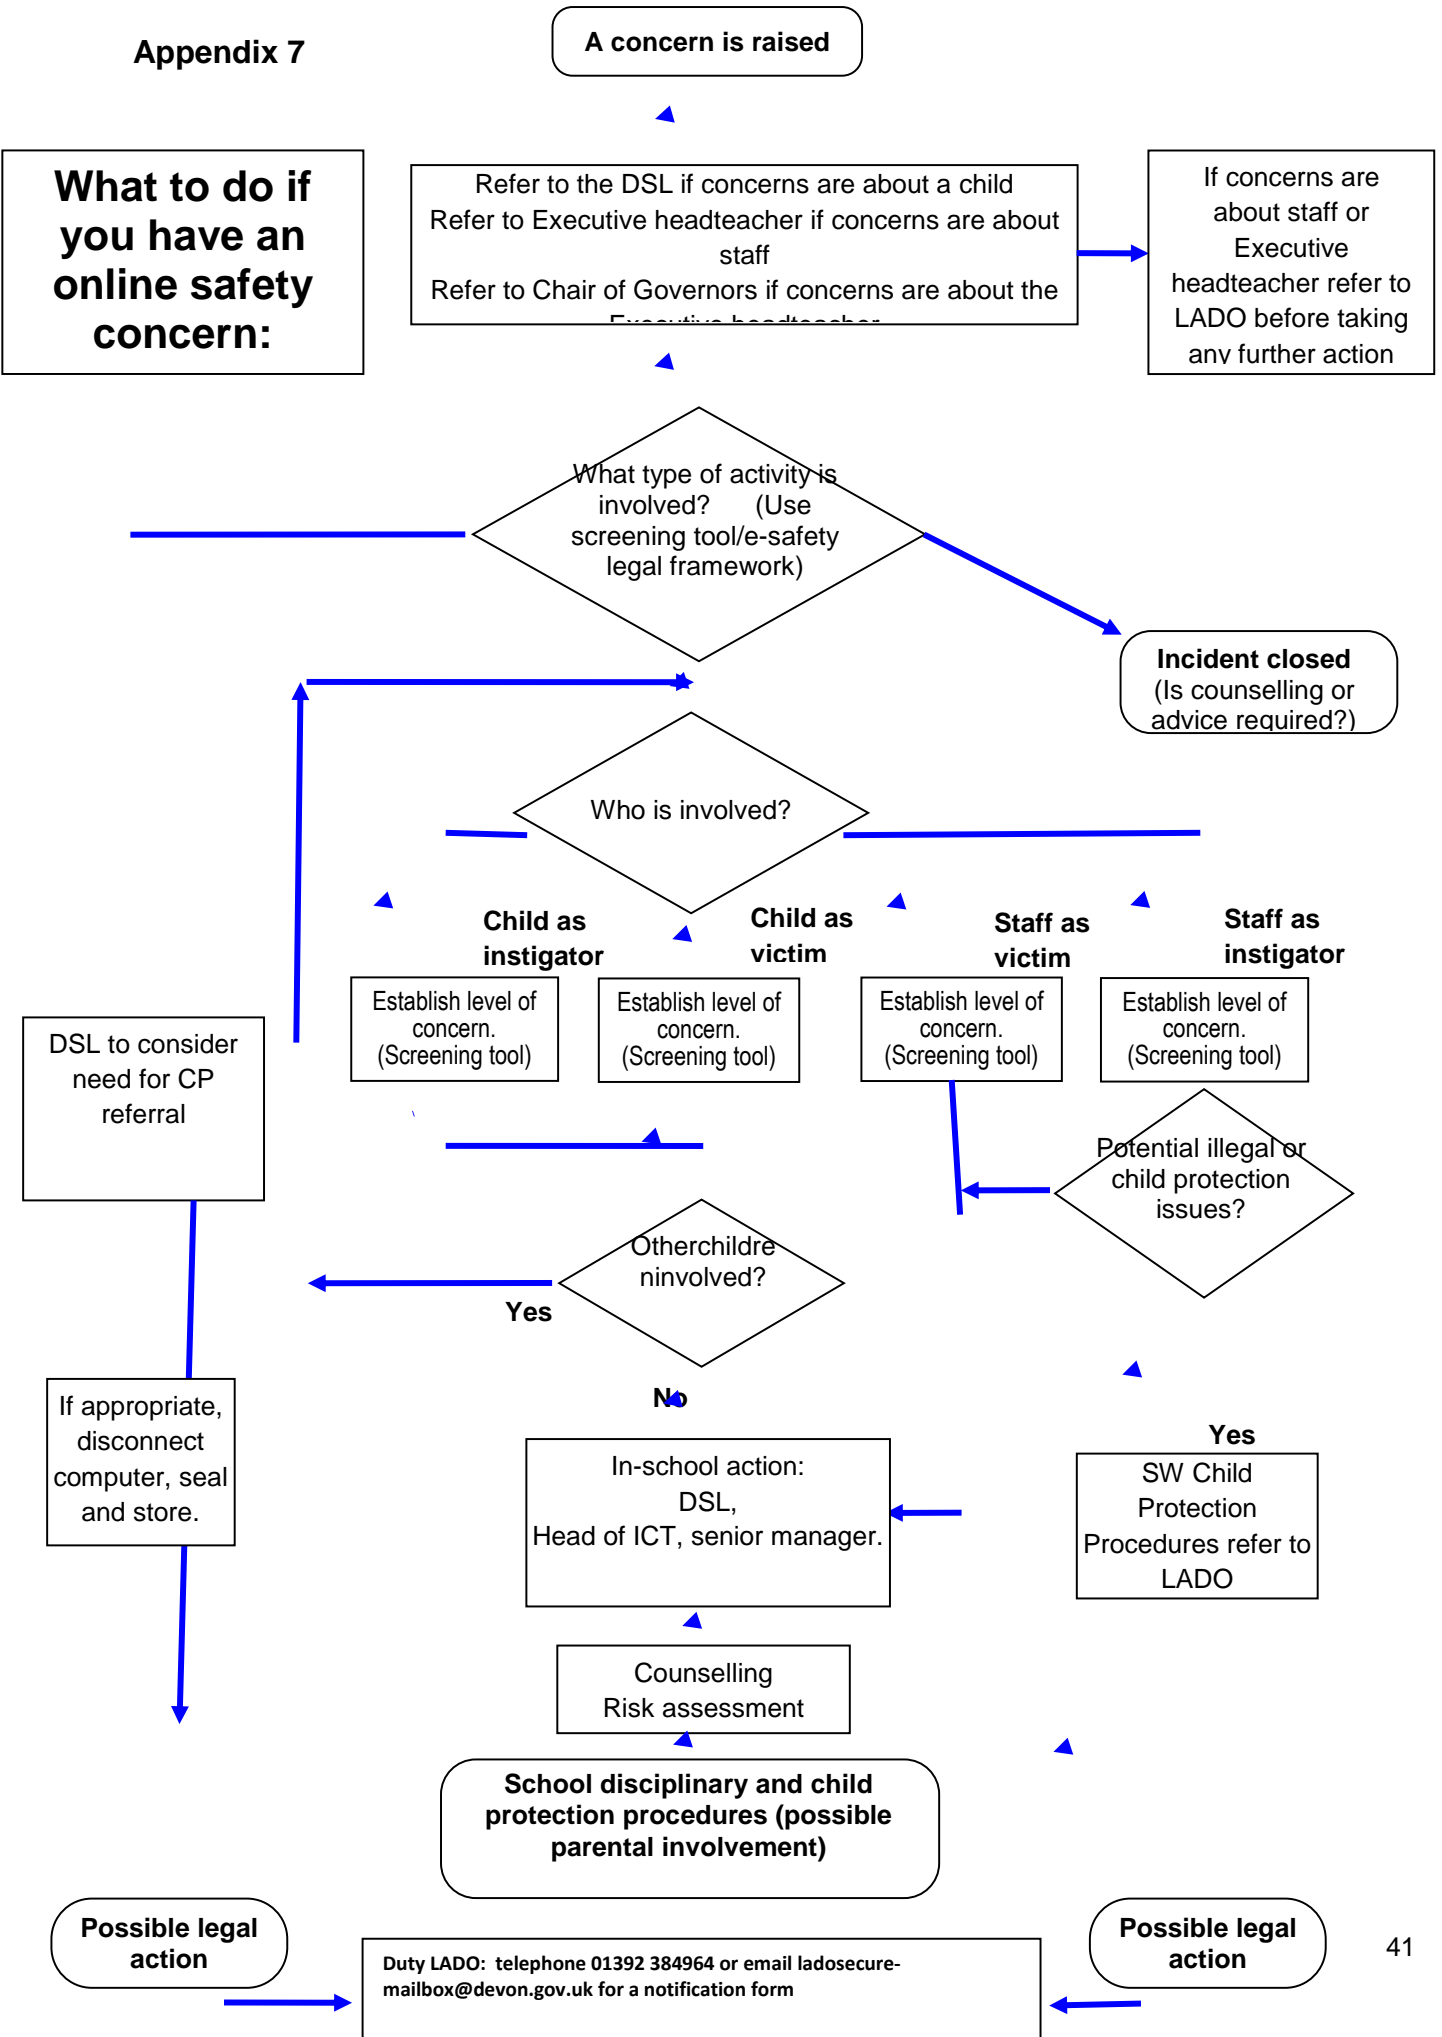 Appendix 7
A concern is raised
What to do if
you have an
online safety
concern:
Refer to the DSL if concerns are about a child
Refer to Executive headteacher if concerns are about
staff
Refer to Chair of Governors if concerns are about the
Executive headteacher
If concerns are
about staff or
Executive
headteacher refer to
LADO before taking
any further action
What type of activity is
involved? (Use
screening tool/e-safety
legal framework)
Incident closed
(Is counselling or
advice required?)
Who is involved?
Child as
instigator
Child as
victim
Staff as
victim
Staff as
instigator
Establish level of
concern.
(Screening tool)
Establish level of
concern.
(Screening tool)
Establish level of
concern.
(Screening tool)
Establish level of
concern.
(Screening tool)
DSL to consider
need for CP
referral
Potential illegal or
child protection
issues?
Otherchildre
ninvolved?
Yes
No
If appropriate,
disconnect
computer, seal
and store.
In-school action:
DSL,
Head of ICT, senior manager.
Yes
SW Child
Protection
Procedures refer to
LADO
Counselling
Risk assessment
School disciplinary and child
protection procedures (possible
parental involvement)
Possible legal
action
Possible legal
action
Duty LADO: telephone 01392 384964 or email ladosecure-
mailbox@devon.gov.uk for a notification form
41